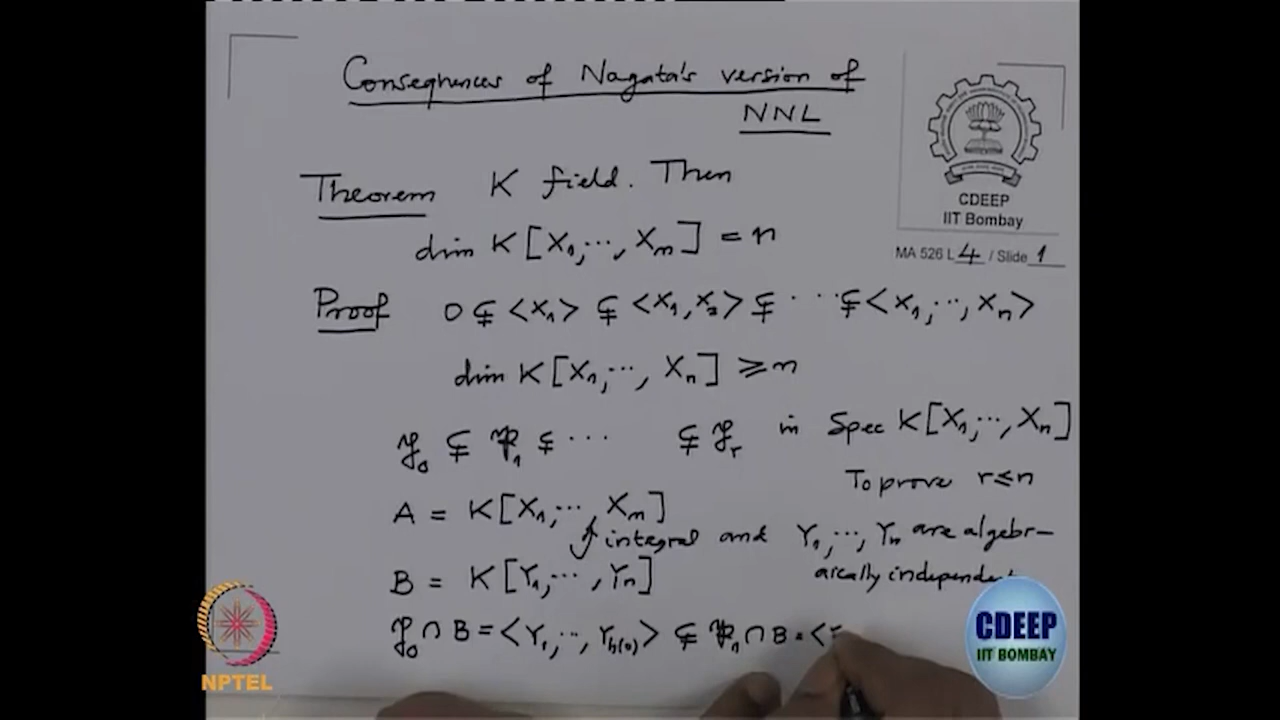 Consequences of Nagata's version of
NNL
CDEEP
IIT Bombay
MA 526 L 4 / Slide 1
Theorem K field. Then
dim K[X₁,⋯, Xₙ] = n
Proof 0 ⊊ <X₁> ⊊ <X₁, X₂> ⊊ ⋯ ⊊ <X₁,⋯, Xₙ>
dim K[X₁,⋯, Xₙ] ≥ n
𝔭₀ ⊊ 𝔭₁ ⊊ ⋯ ⊊ 𝔭ᵣ in Spec K[X₁,⋯, Xₙ]
To prove r ≤ n
A = K[X₁,⋯, Xₙ]
integral and Y₁,⋯, Yₙ are algebr-
aically independent
B = K[Y₁,⋯, Yₙ]
𝔭₀ ∩ B = <Y₁,⋯, Y_{h(0)}> ⊊ 𝔭₁ ∩ B = <
NPTEL
CDEEP
IIT BOMBAY